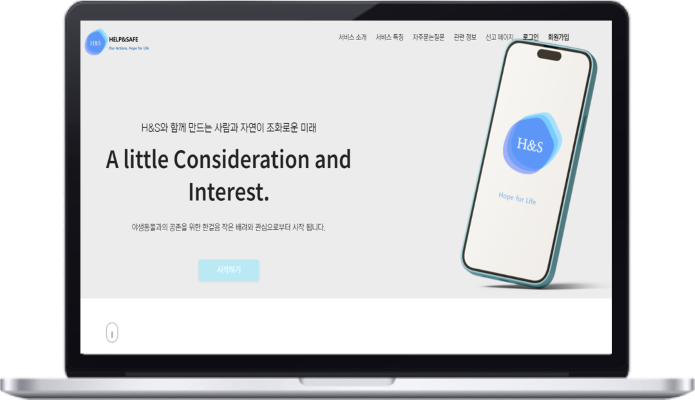 H&S
HELP&SAFE
Our Actions, Hope for Life
서비스 소개
서비스 특징
자주묻는질문
관련 정보
신고 페이지
로그인
회원가입
H&S와 함께 만드는 사람과 자연이 조화로운 미래
A little Consideration and
Interest.
야생동물과의 공존을 위한 한걸음 작은 배려와 관심으로부터 시작 됩니다.
시작하기
H&S
Hope for Life